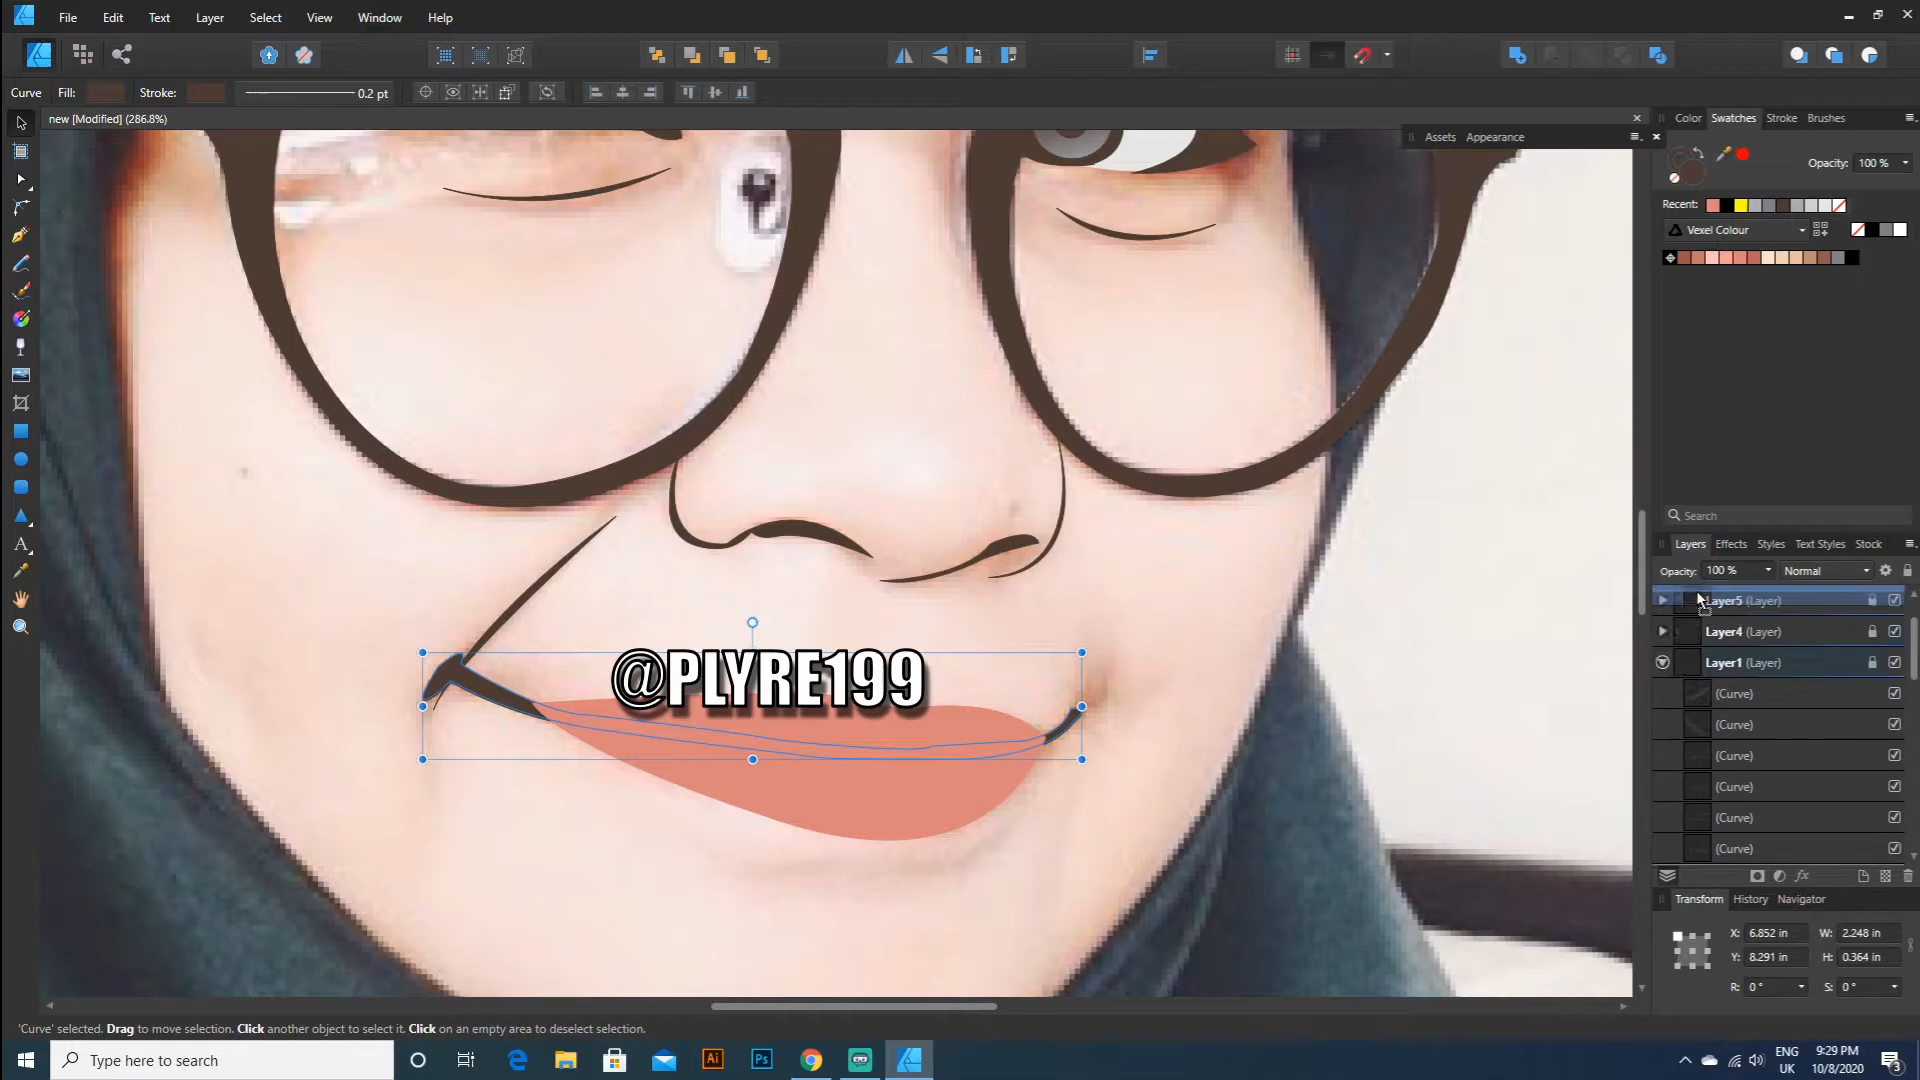 File Edit Text Layer Select View Window Help
Curve Fill: Stroke: 0.2 pt
new [Modified] (286.8%)
Assets Appearance
Color Swatches Stroke Brushes
Opacity: 100 %
Recent:
Vexel Colour
Search
Layers Effects Styles Text Styles Stock
Opacity: 100 % Normal
Layer5 (Layer)
Layer4 (Layer)
Layer1 (Layer)
(Curve)
(Curve)
(Curve)
(Curve)
(Curve)
(Curve)
fx
Transform History Navigator
X: 6.852 in W: 2.248 in
Y: 8.291 in H: 0.364 in
R: 0 ° S: 0 °
@PLYRE199
'Curve' selected. Drag to move selection. Click another object to select it. Click on an empty area to deselect selection.
Type here to search
Ai Ps
ENG
UK
9:29 PM
10/8/2020
3